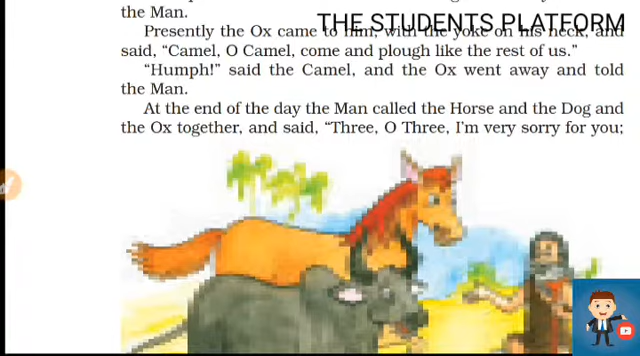 the Man.
THE STUDENTS PLATFORM
Presently the Ox came to him, with the yoke on his neck, and
said, “Camel, O Camel, come and plough like the rest of us.”
“Humph!” said the Camel, and the Ox went away and told
the Man.
At the end of the day the Man called the Horse and the Dog and
the Ox together, and said, “Three, O Three, I’m very sorry for you;